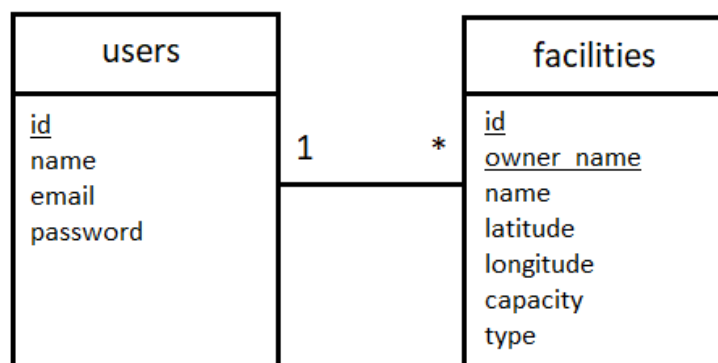 users
id
name
email
password
1
*
facilities
id
owner_name
name
latitude
longitude
capacity
type